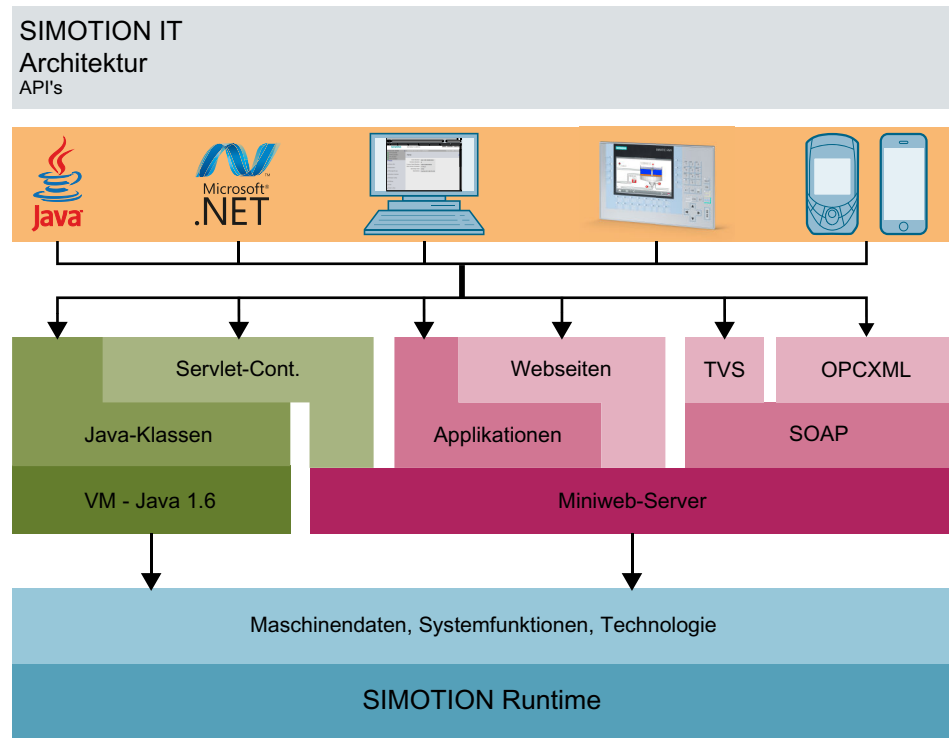 SIMOTION IT
Architektur
API's
Java
Microsoft®
.NET
Servlet-Cont.
Webseiten
TVS
OPCXML
Java-Klassen
Applikationen
SOAP
VM - Java 1.6
Miniweb-Server
Maschinendaten, Systemfunktionen, Technologie
SIMOTION Runtime